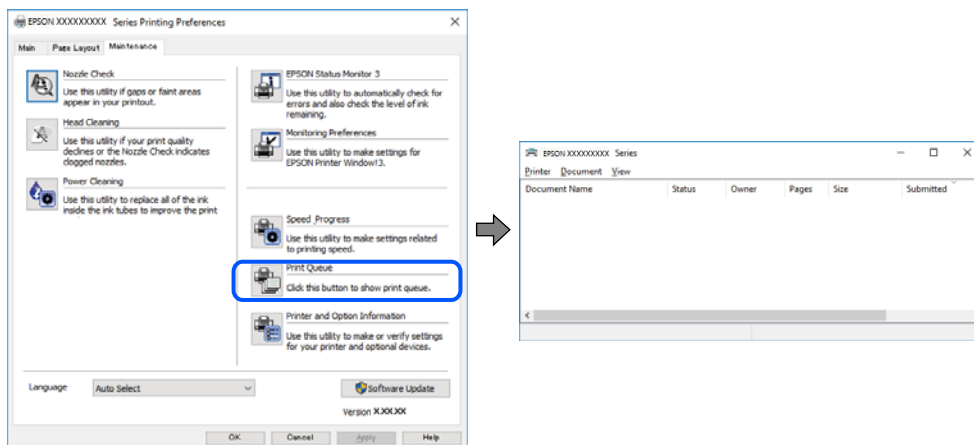 EPSON XXXXXXXXX Series Printing Preferences
Main Page Layout Maintenance
Nozzle Check
Use this utility if gaps or faint areas
appear in your printout.
Head Cleaning
Use this utility if your print quality
declines or the Nozzle Check indicates
clogged nozzles.
Power Cleaning
Use this utility to replace all of the ink
inside the ink tubes to improve the print
EPSON Status Monitor 3
Use this utility to automatically check for
errors and also check the level of ink
remaining.
Monitoring Preferences
Use this utility to make settings for
EPSON Printer Window!3.
Speed_Progress
Use this utility to make settings related
to printing speed.
Print Queue
Click this button to show print queue.
Printer and Option Information
Use this utility to make or verify settings
for your printer and optional devices.
Language Auto Select
Software Update
Version X.XX.XX
OK Cancel Apply Help
EPSON XXXXXXXXX Series
Printer Document View
Document Name Status Owner Pages Size Submitted